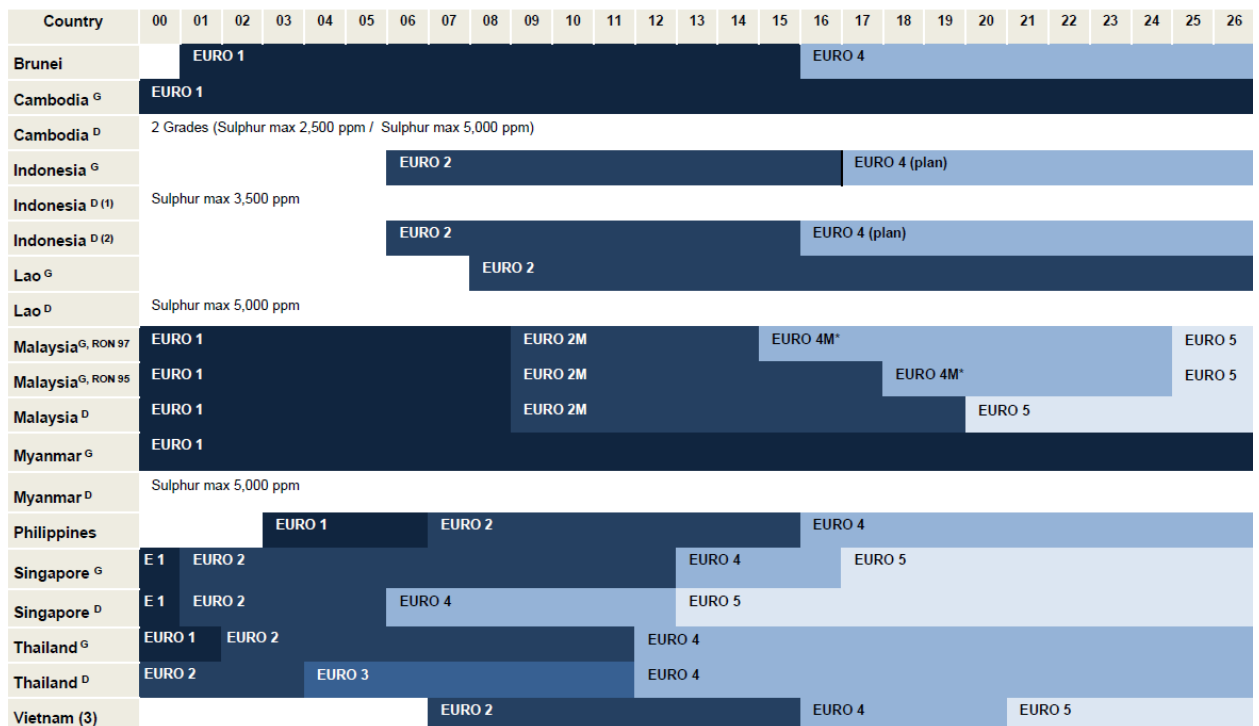 Country 00 01 02 03 04 05 06 07 08 09 10 11 12 13 14 15 16 17 18 19 20 21 22 23 24 25 26
Brunei EURO 1 EURO 4
Cambodia G EURO 1
Cambodia D 2 Grades (Sulphur max 2,500 ppm / Sulphur max 5,000 ppm)
Indonesia G EURO 2 EURO 4 (plan)
Indonesia D (1) Sulphur max 3,500 ppm
Indonesia D (2) EURO 2 EURO 4 (plan)
Lao G EURO 2
Lao D Sulphur max 5,000 ppm
Malaysia G, RON 97 EURO 1 EURO 2M EURO 4M* EURO 5
Malaysia G, RON 95 EURO 1 EURO 2M EURO 4M* EURO 5
Malaysia D EURO 1 EURO 2M EURO 5
Myanmar G EURO 1
Myanmar D Sulphur max 5,000 ppm
Philippines EURO 1 EURO 2 EURO 4
Singapore G E 1 EURO 2 EURO 4 EURO 5
Singapore D E 1 EURO 2 EURO 4 EURO 5
Thailand G EURO 1 EURO 2 EURO 4
Thailand D EURO 2 EURO 3 EURO 4
Vietnam (3) EURO 2 EURO 4 EURO 5